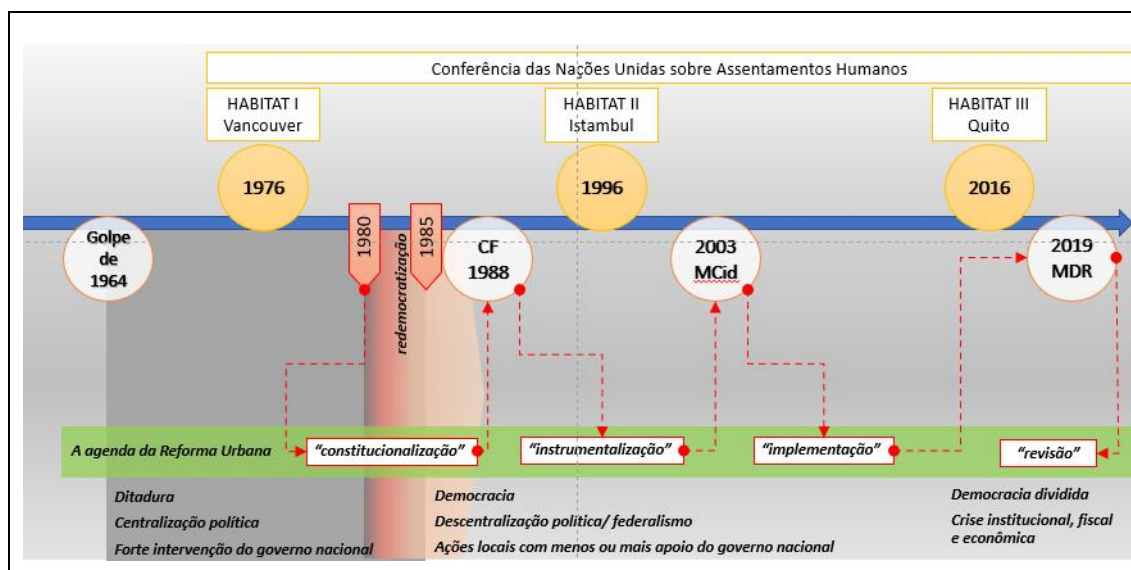 Conferência das Nações Unidas sobre Assentamentos Humanos
HABITAT I
Vancouver
HABITAT II
Istambul
HABITAT III
Quito
1976
1996
2016
Golpe
de
1964
1980
redemocratização
1985
CF
1988
2003
MCid
2019
MDR
A agenda da Reforma Urbana
“constitucionalização”
“instrumentalização”
“implementação”
“revisão”
Ditadura
Centralização política
Forte intervenção do governo nacional
Democracia
Descentralização política/ federalismo
Ações locais com menos ou mais apoio do governo nacional
Democracia dividida
Crise institucional, fiscal
e econômica